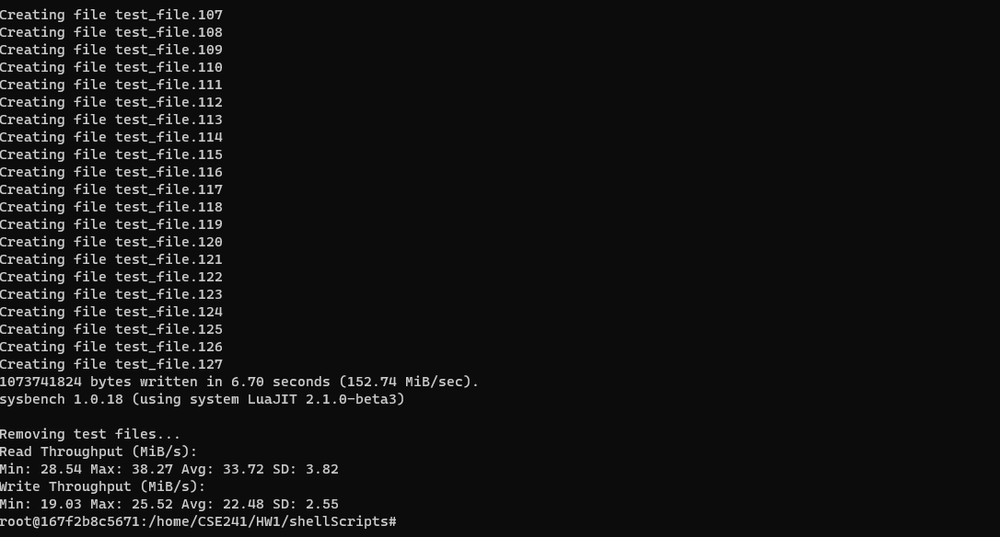 Creating file test_file.107
Creating file test_file.108
Creating file test_file.109
Creating file test_file.110
Creating file test_file.111
Creating file test_file.112
Creating file test_file.113
Creating file test_file.114
Creating file test_file.115
Creating file test_file.116
Creating file test_file.117
Creating file test_file.118
Creating file test_file.119
Creating file test_file.120
Creating file test_file.121
Creating file test_file.122
Creating file test_file.123
Creating file test_file.124
Creating file test_file.125
Creating file test_file.126
Creating file test_file.127
1073741824 bytes written in 6.70 seconds (152.74 MiB/sec).
sysbench 1.0.18 (using system LuaJIT 2.1.0-beta3)
Removing test files...
Read Throughput (MiB/s):
Min: 28.54 Max: 38.27 Avg: 33.72 SD: 3.82
Write Throughput (MiB/s):
Min: 19.03 Max: 25.52 Avg: 22.48 SD: 2.55
root@167f2b8c5671:/home/CSE241/HW1/shellScripts#